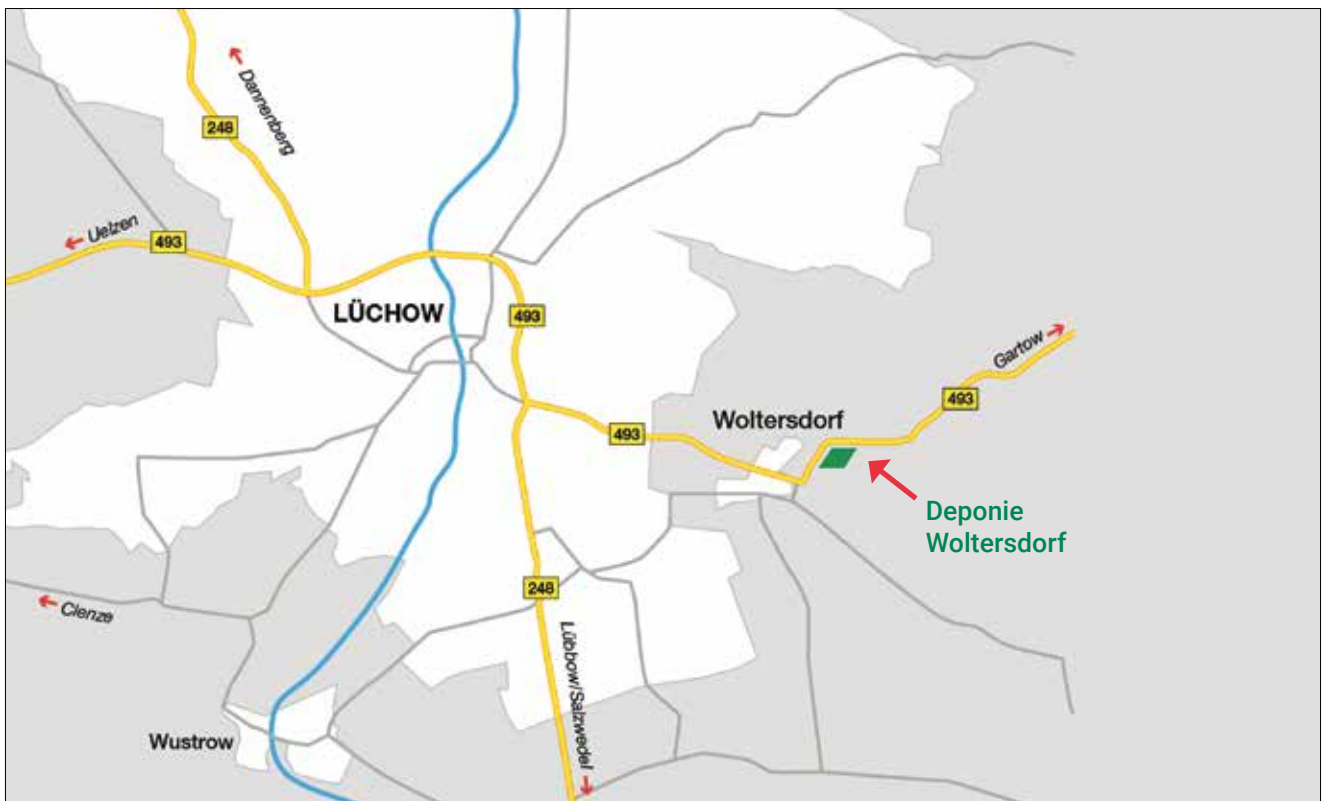 Dannenberg
248
Uelzen
493
LÜCHOW
493
Gartow
493
Woltersdorf
493
Deponie
Woltersdorf
248
Clenze
Lübbow/Salzwedel
Wustrow